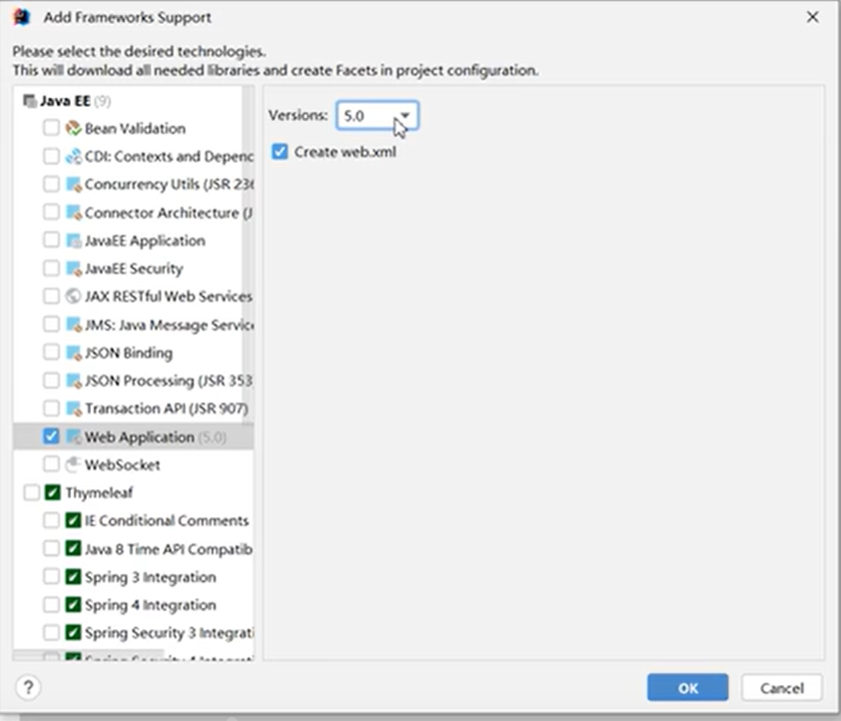 Add Frameworks Support
Please select the desired technologies.
This will download all needed libraries and create Facets in project configuration.
Java EE (9)
Bean Validation
CDI: Contexts and Depenc
Concurrency Utils (JSR 236
Connector Architecture (J
JavaEE Application
JavaEE Security
JAX RESTful Web Services
JMS: Java Message Service
JSON Binding
JSON Processing (JSR 353
Transaction API (JSR 907)
Web Application (5.0)
WebSocket
Thymeleaf
IE Conditional Comments
Java 8 Time API Compatib
Spring 3 Integration
Spring 4 Integration
Spring Security 3 Integrati
Versions: 5.0
Create web.xml
?
OK
Cancel